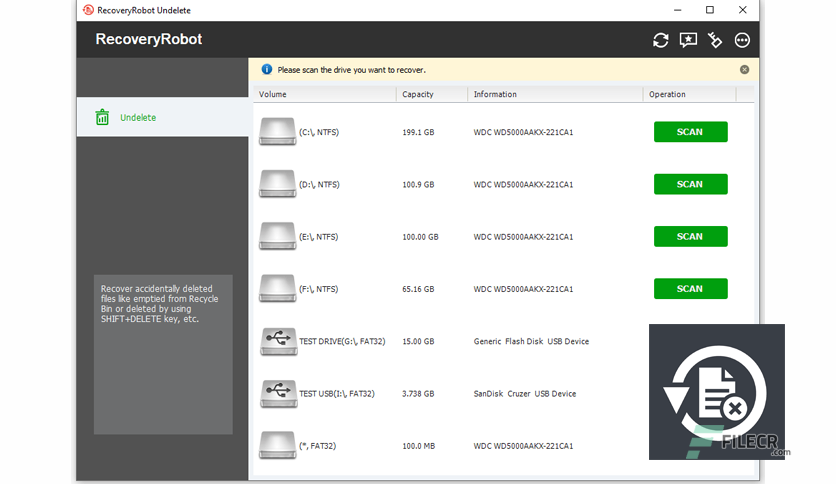 RecoveryRobot Undelete
RecoveryRobot
Please scan the drive you want to recover.
Volume Capacity Information Operation
Undelete
(C:\, NTFS) 199.1 GB WDC WD5000AAKX-221CA1 SCAN
(D:\, NTFS) 100.9 GB WDC WD5000AAKX-221CA1 SCAN
(E:\, NTFS) 100.00 GB WDC WD5000AAKX-221CA1 SCAN
(F:\, NTFS) 65.16 GB WDC WD5000AAKX-221CA1 SCAN
Recover accidentally deleted
files like emptied from Recycle
Bin or deleted by using
SHIFT+DELETE key, etc.
TEST DRIVE(G:\, FAT32) 15.00 GB Generic Flash Disk USB Device
TEST USB(I:\, FAT32) 3.738 GB SanDisk Cruzer USB Device
(*, FAT32) 100.0 MB WDC WD5000AAKX-221CA1
FILECR
.com